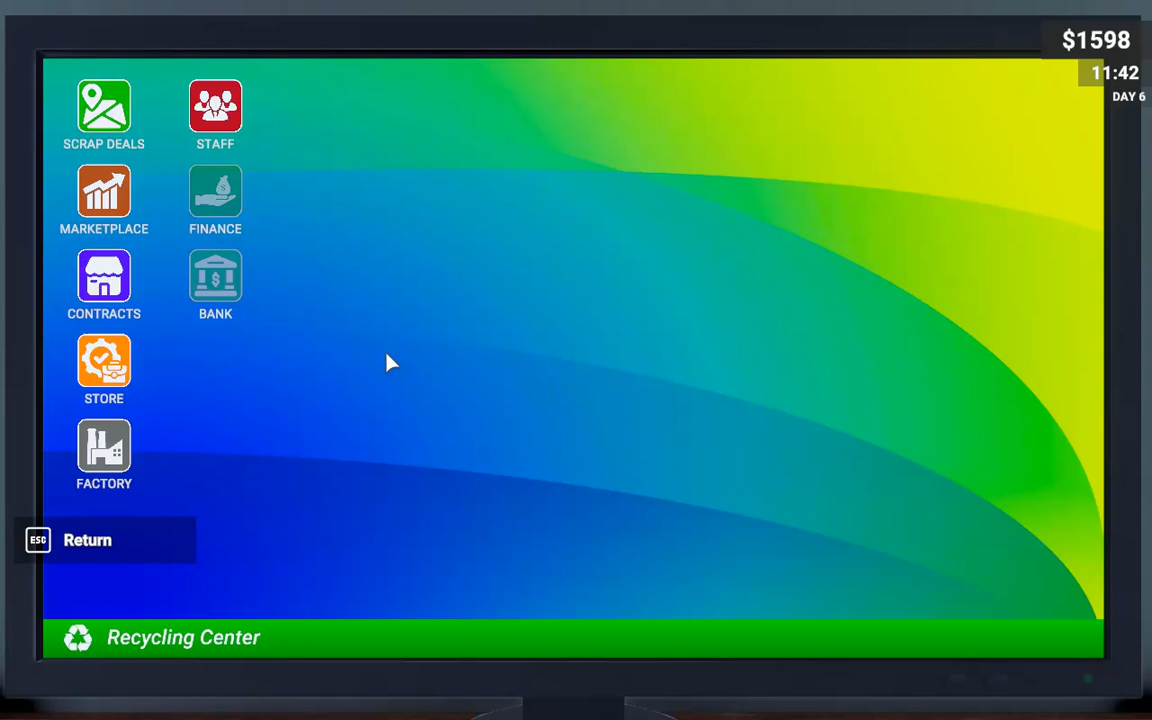 $1598
11:42
DAY 6
SCRAP DEALS
STAFF
MARKETPLACE
FINANCE
CONTRACTS
BANK
STORE
FACTORY
ESC Return
Recycling Center